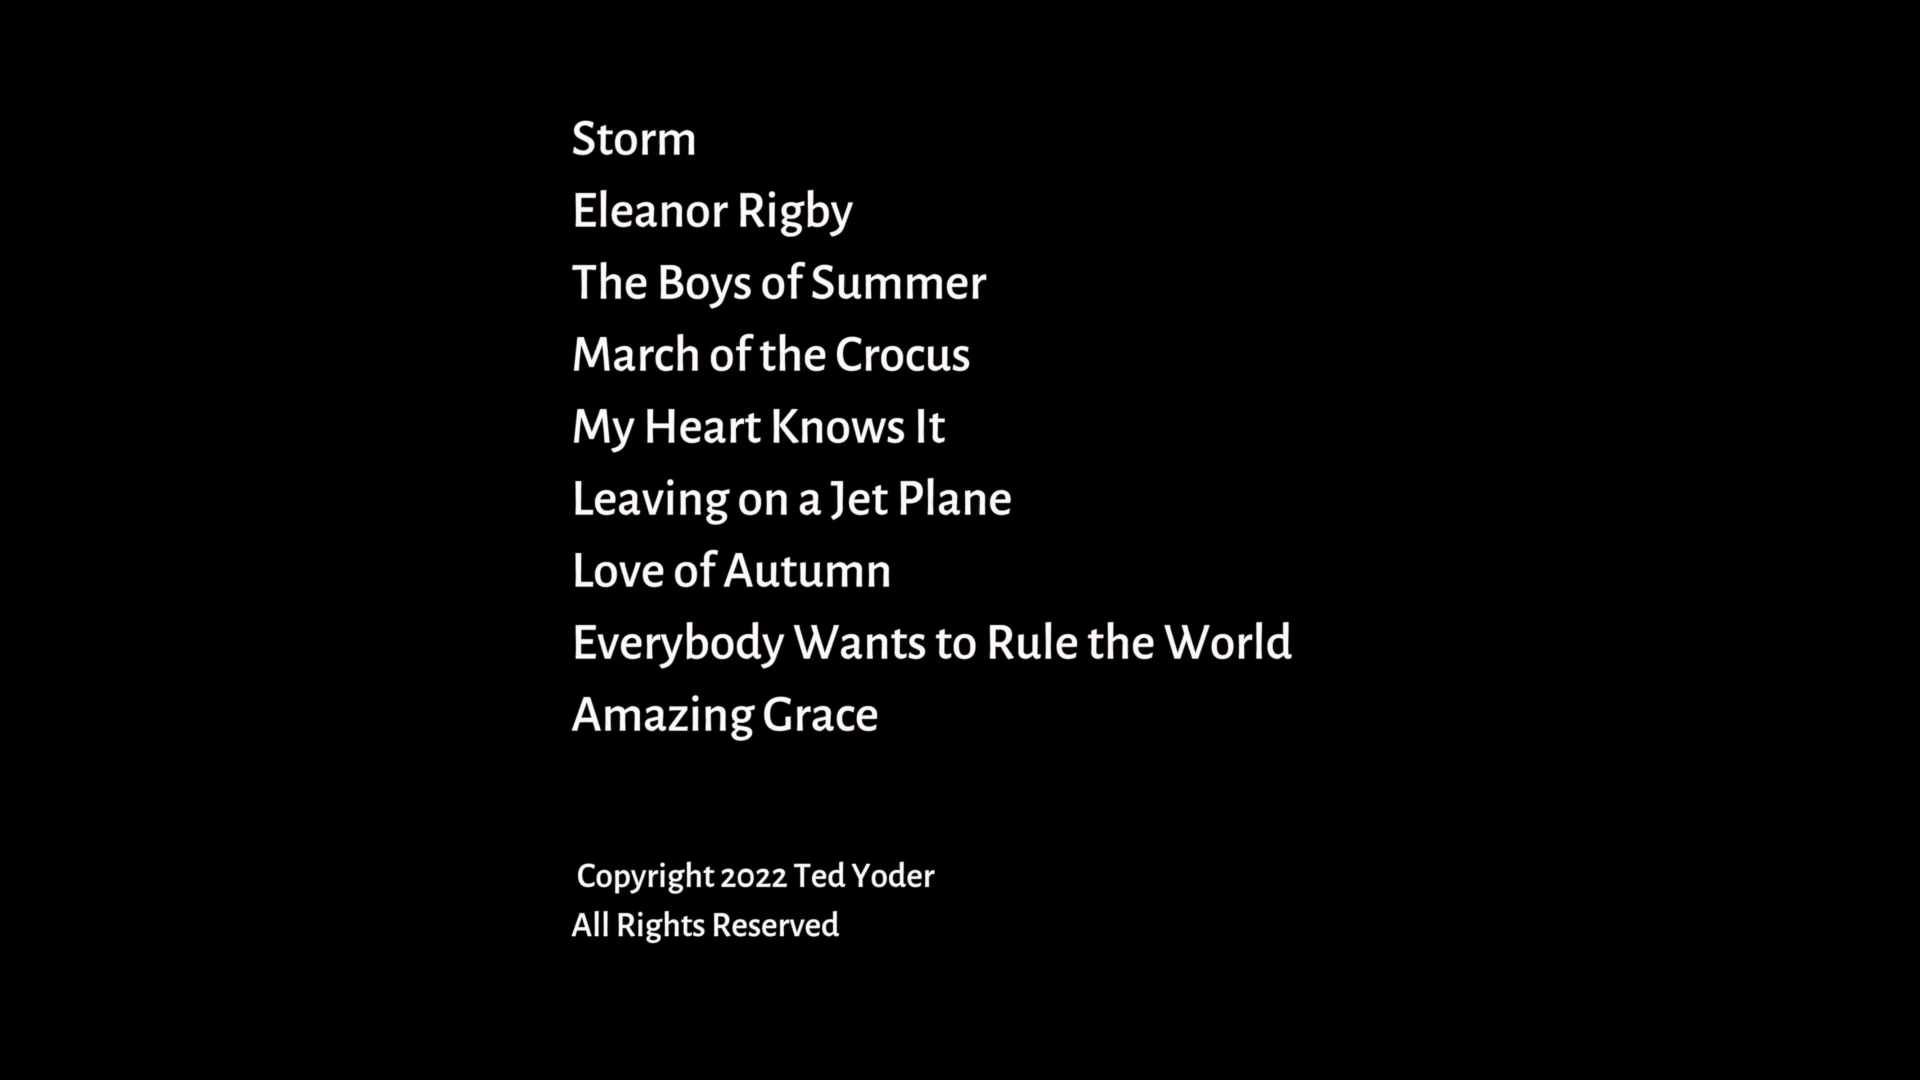 Storm
Eleanor Rigby
The Boys of Summer
March of the Crocus
My Heart Knows It
Leaving on a Jet Plane
Love of Autumn
Everybody Wants to Rule the World
Amazing Grace
Copyright 2022 Ted Yoder
All Rights Reserved